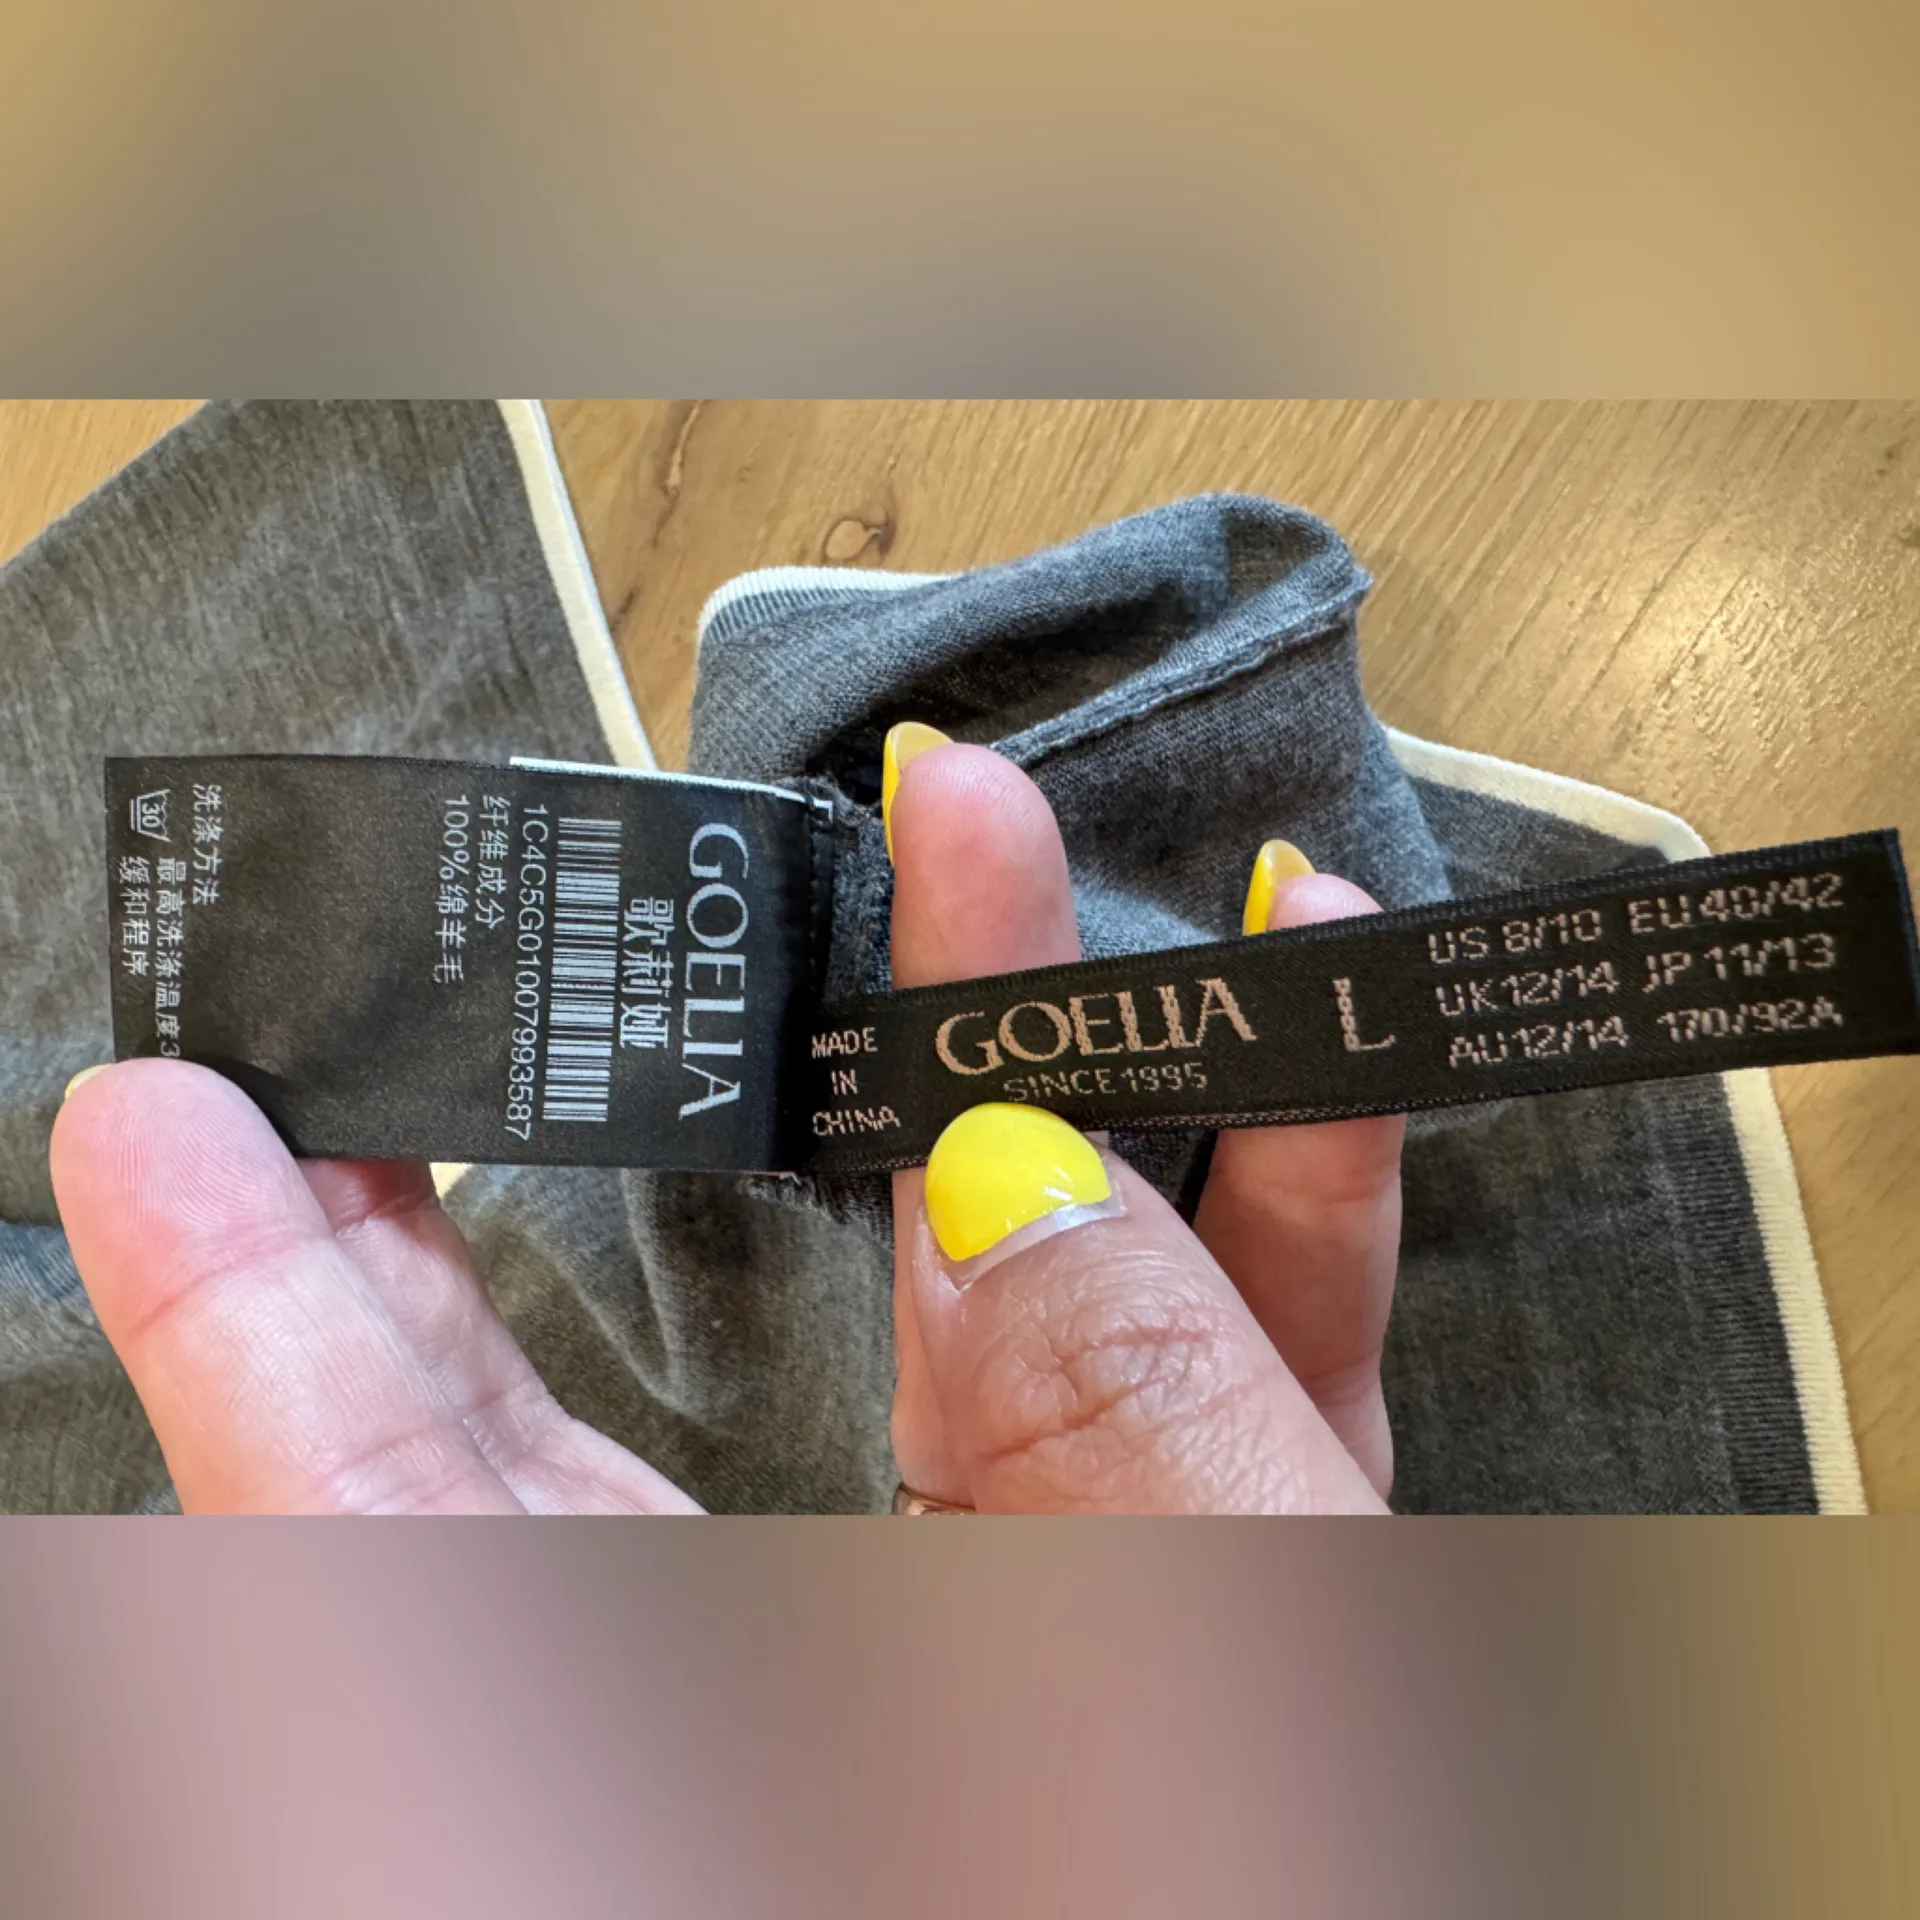 GOELIA
歌莉娅
1C4C5G01007993587
纤维成分
100%绵羊毛
洗涤方法
30
最高洗涤温度3
缓和程序
MADE
IN
CHINA
GOELIA
SINCE1995
L
US 8/10 EU 40/42
UK12/14 JP 11/13
AU12/14 170/92A